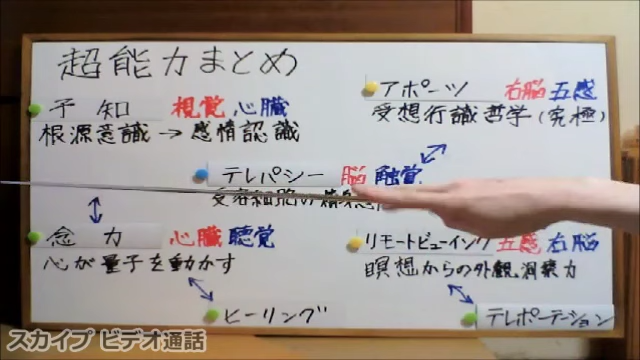 超能力まとめ
予知 視覚 心臓
根源意識→感情認識
アポーツ 右脳 五感
受想行識哲学(究極)
テレパシー 脳 触覚
受容細胞の
念力 心臓 聴覚
心が量子を動かす
リモートビューイング 五感 右脳
瞑想からの外観、洞察力
ヒーリング
テレポーテーション
スカイプ ビデオ通話